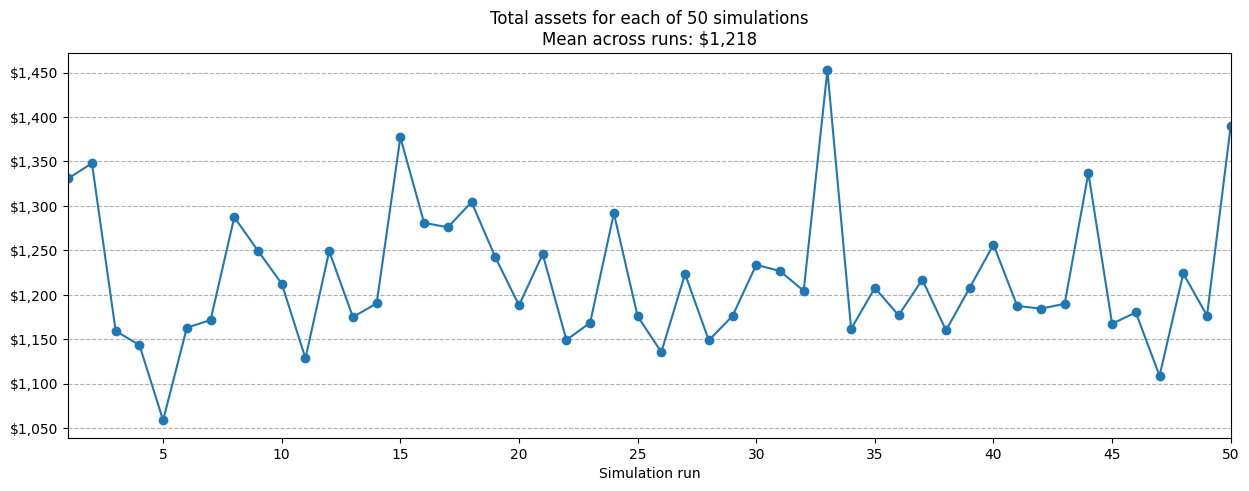 Total assets for each of 50 simulations
Mean across runs: $1,218
$1,450
$1,400
$1,350
$1,300
$1,250
$1,200
$1,150
$1,100
$1,050
5 10 15 20 25 30 35 40 45 50
Simulation run